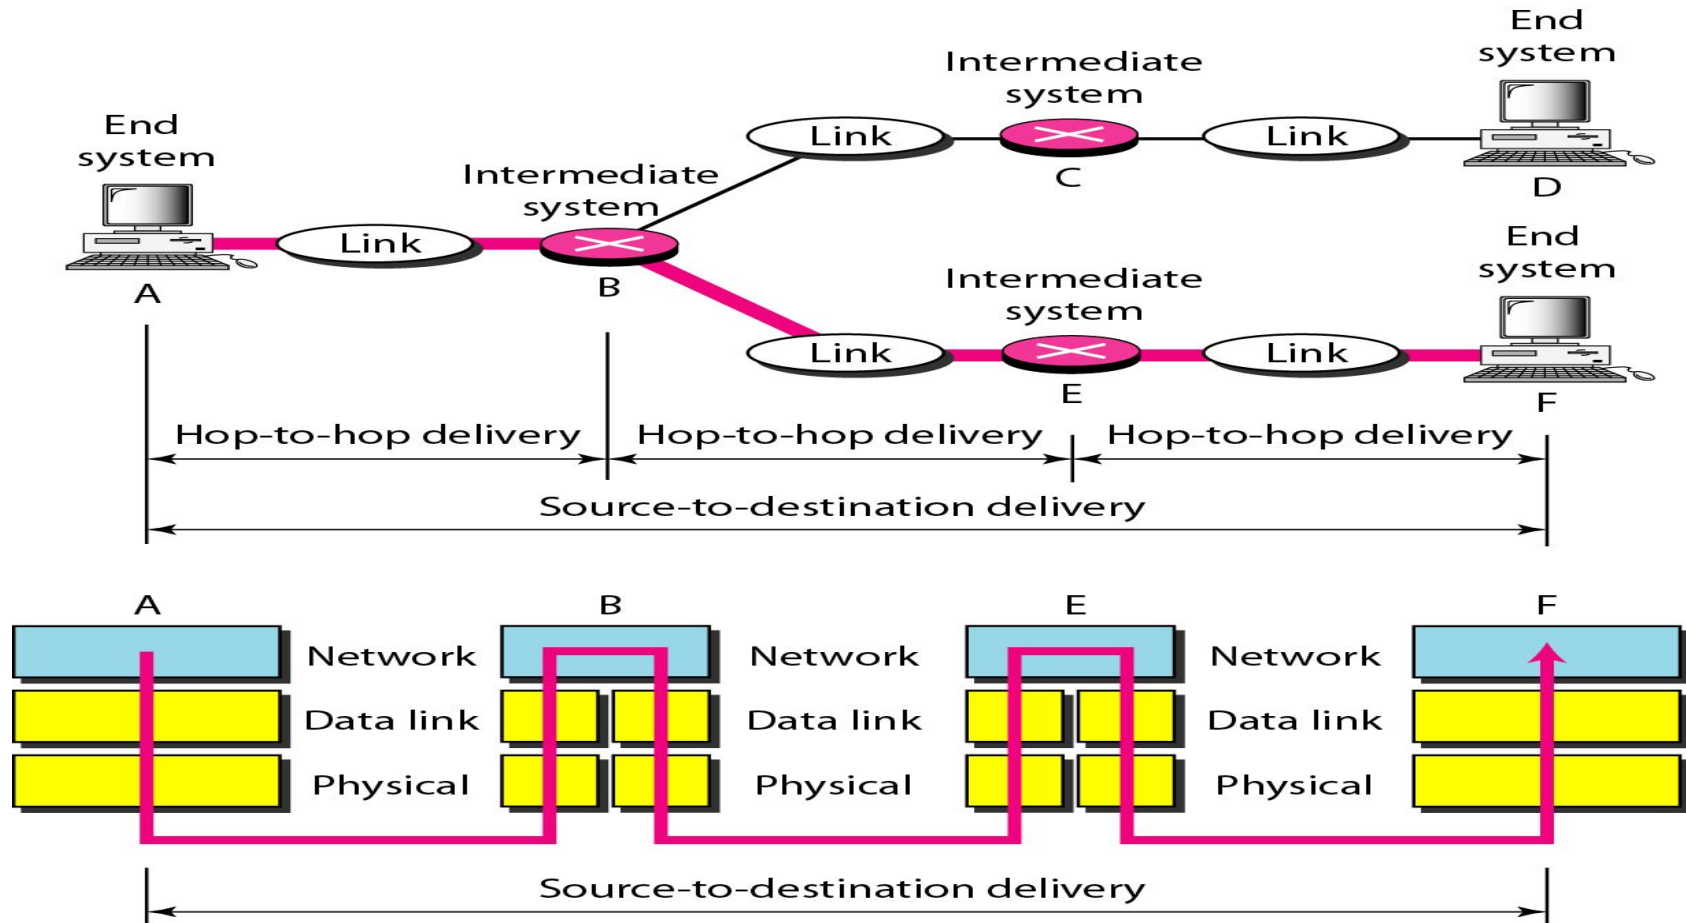 End
system
Intermediate
system
End
system
Link
Link
C
D
Intermediate
system
Link
A
B
End
system
Intermediate
system
Link
Link
E
F
Hop-to-hop delivery
Hop-to-hop delivery
Hop-to-hop delivery
Source-to-destination delivery
A
B
E
F
Network
Network
Network
Data link
Data link
Data link
Physical
Physical
Physical
Source-to-destination delivery